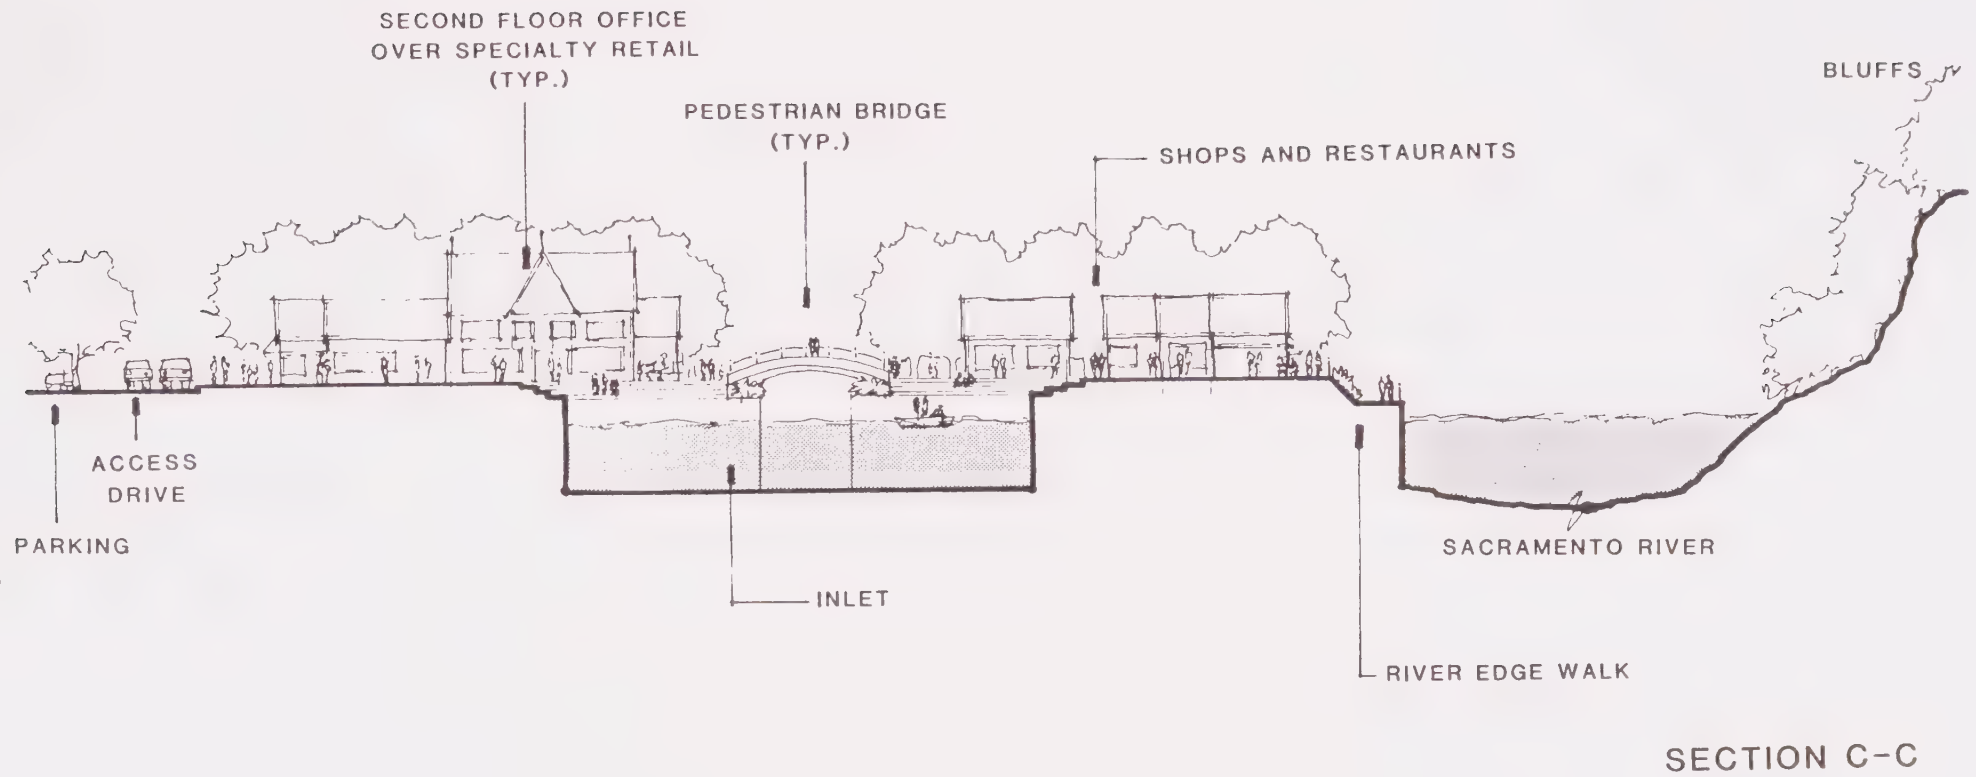 SECOND FLOOR OFFICE
OVER SPECIALTY RETAIL
(TYP.)
PEDESTRIAN BRIDGE
(TYP.)
SHOPS AND RESTAURANTS
BLUFFS
ACCESS
DRIVE
PARKING
INLET
SACRAMENTO RIVER
RIVER EDGE WALK
SECTION C-C